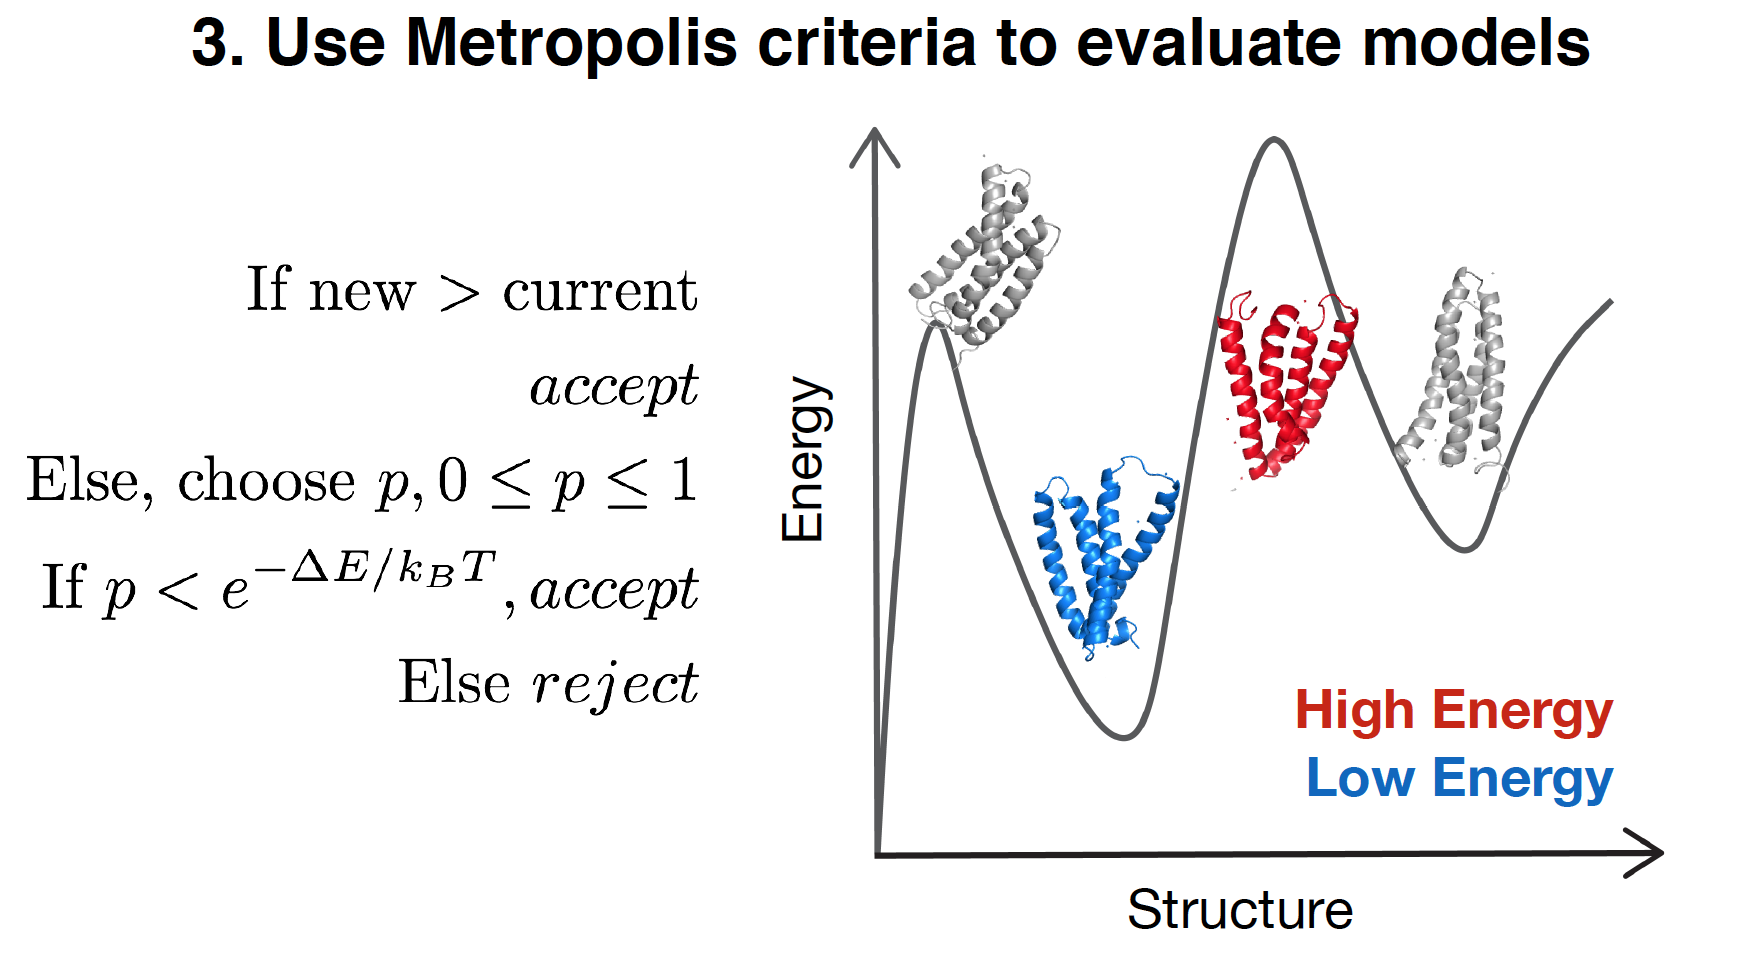 3. Use Metropolis criteria to evaluate models
If new > current
accept
Else, choose p, 0 ≤ p ≤ 1
If p < e^{−ΔE/k_BT}, accept
Else reject
Energy
High Energy
Low Energy
Structure